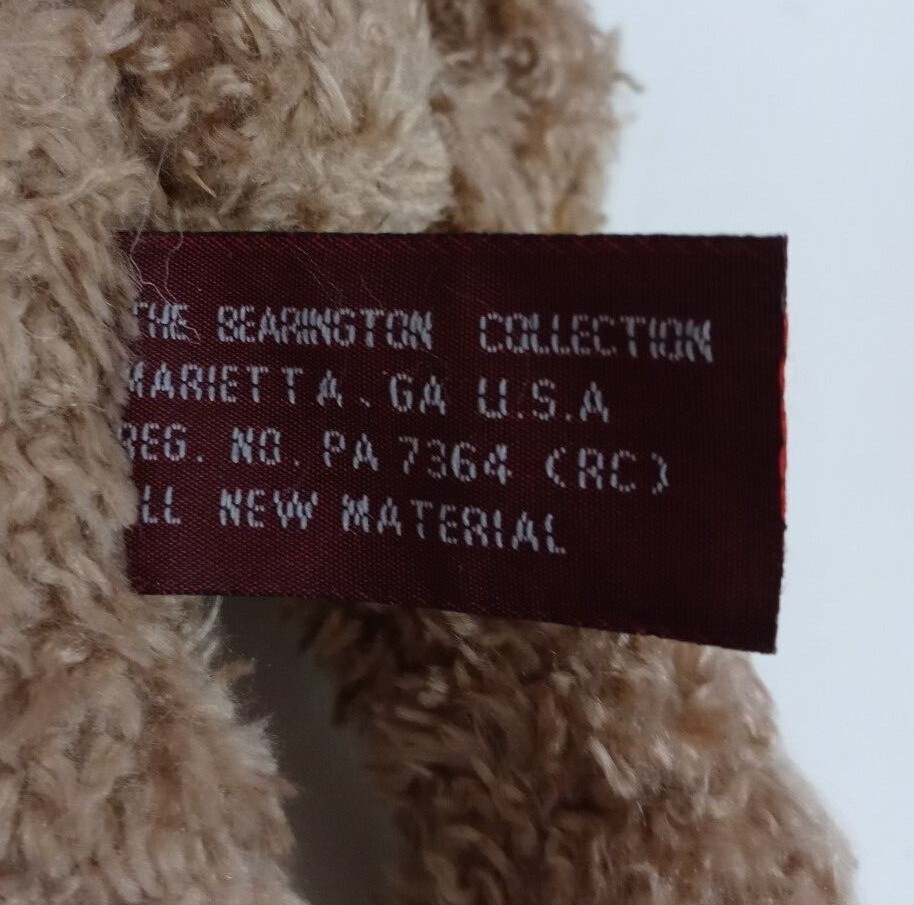 THE BEARINGTON COLLECTION
MARIETTA, GA U.S.A
REG. NO. PA 7364 (RC)
LL NEW MATERIAL